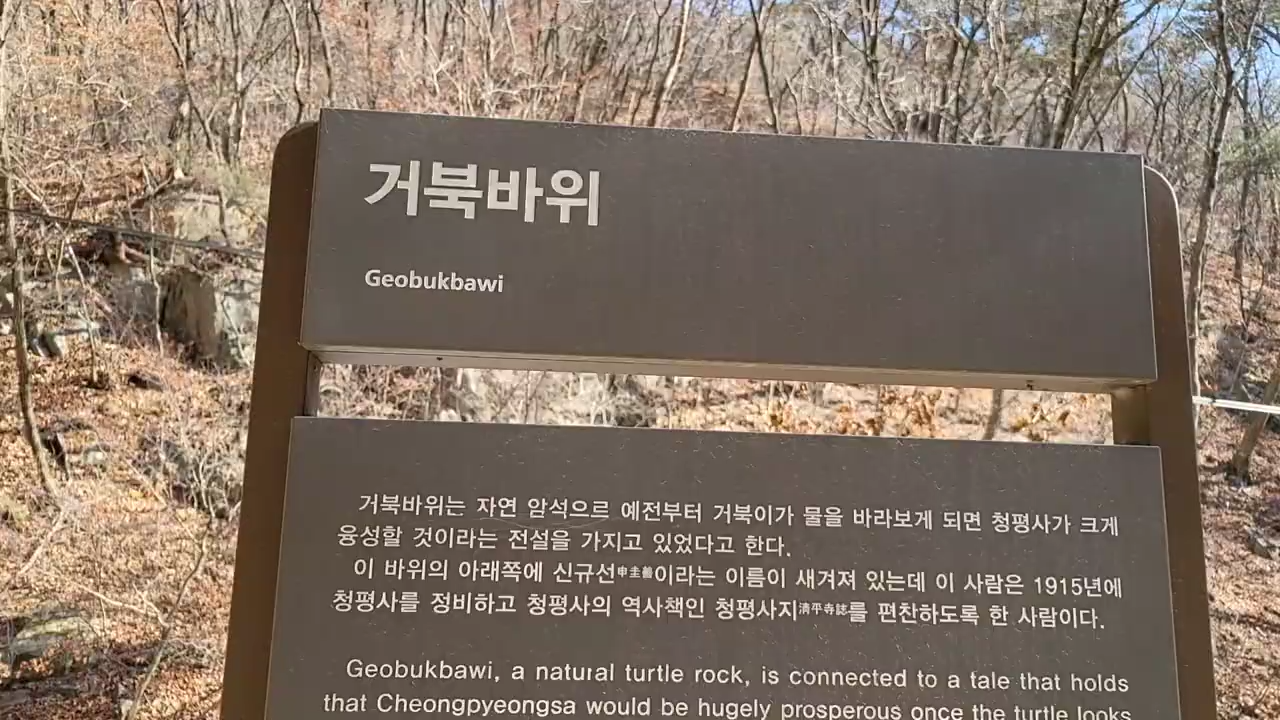 거북바위
Geobukbawi
거북바위는 자연 암석으르 예전부터 거북이가 물을 바라보게 되면 청평사가 크게
융성할 것이라는 전설을 가지고 있었다고 한다.
이 바위의 아래쪽에 신규선申圭善이라는 이름이 새겨져 있는데 이 사람은 1915년에
청평사를 정비하고 청평사의 역사책인 청평사지淸平寺誌를 편찬하도록 한 사람이다.
Geobukbawi, a natural turtle rock, is connected to a tale that holds
that Cheongpyeongsa would be hugely prosperous once the turtle looks